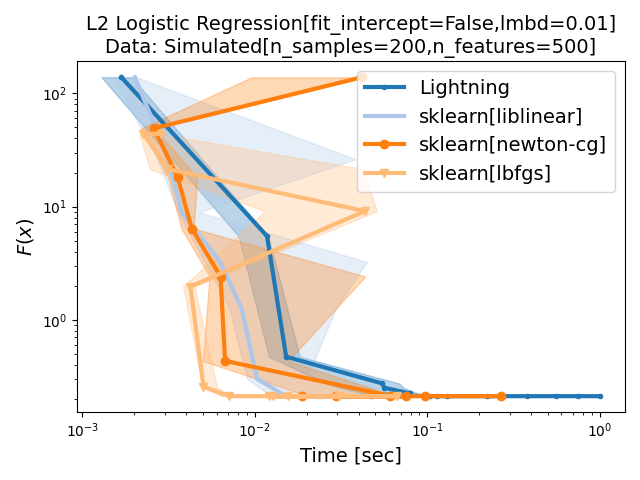 L2 Logistic Regression[fit_intercept=False,lmbd=0.01]
Data: Simulated[n_samples=200,n_features=500]
F(x)
10²
10¹
10⁰
Lightning
sklearn[liblinear]
sklearn[newton-cg]
sklearn[lbfgs]
10⁻³ 10⁻² 10⁻¹ 10⁰
Time [sec]